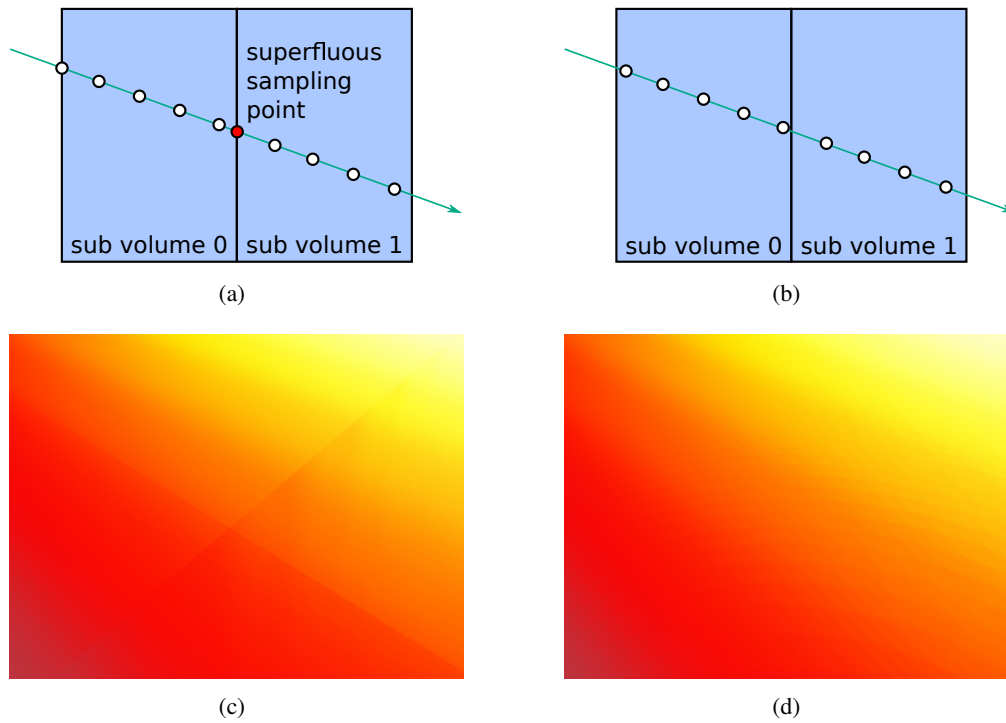 superfluous
sampling
point
sub volume 0
sub volume 1
(a)
sub volume 0
sub volume 1
(b)
(c)
(d)